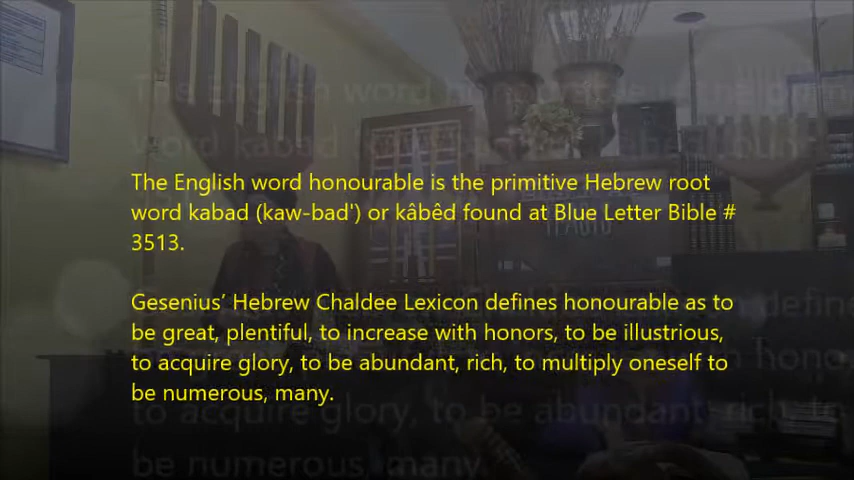 The English word honourable is the primitive Hebrew root
word kabad (kaw-bad') or kâbêd found at Blue Letter Bible #
3513.
Gesenius’ Hebrew Chaldee Lexicon defines honourable as to
be great, plentiful, to increase with honors, to be illustrious,
to acquire glory, to be abundant, rich, to multiply oneself to
be numerous, many.